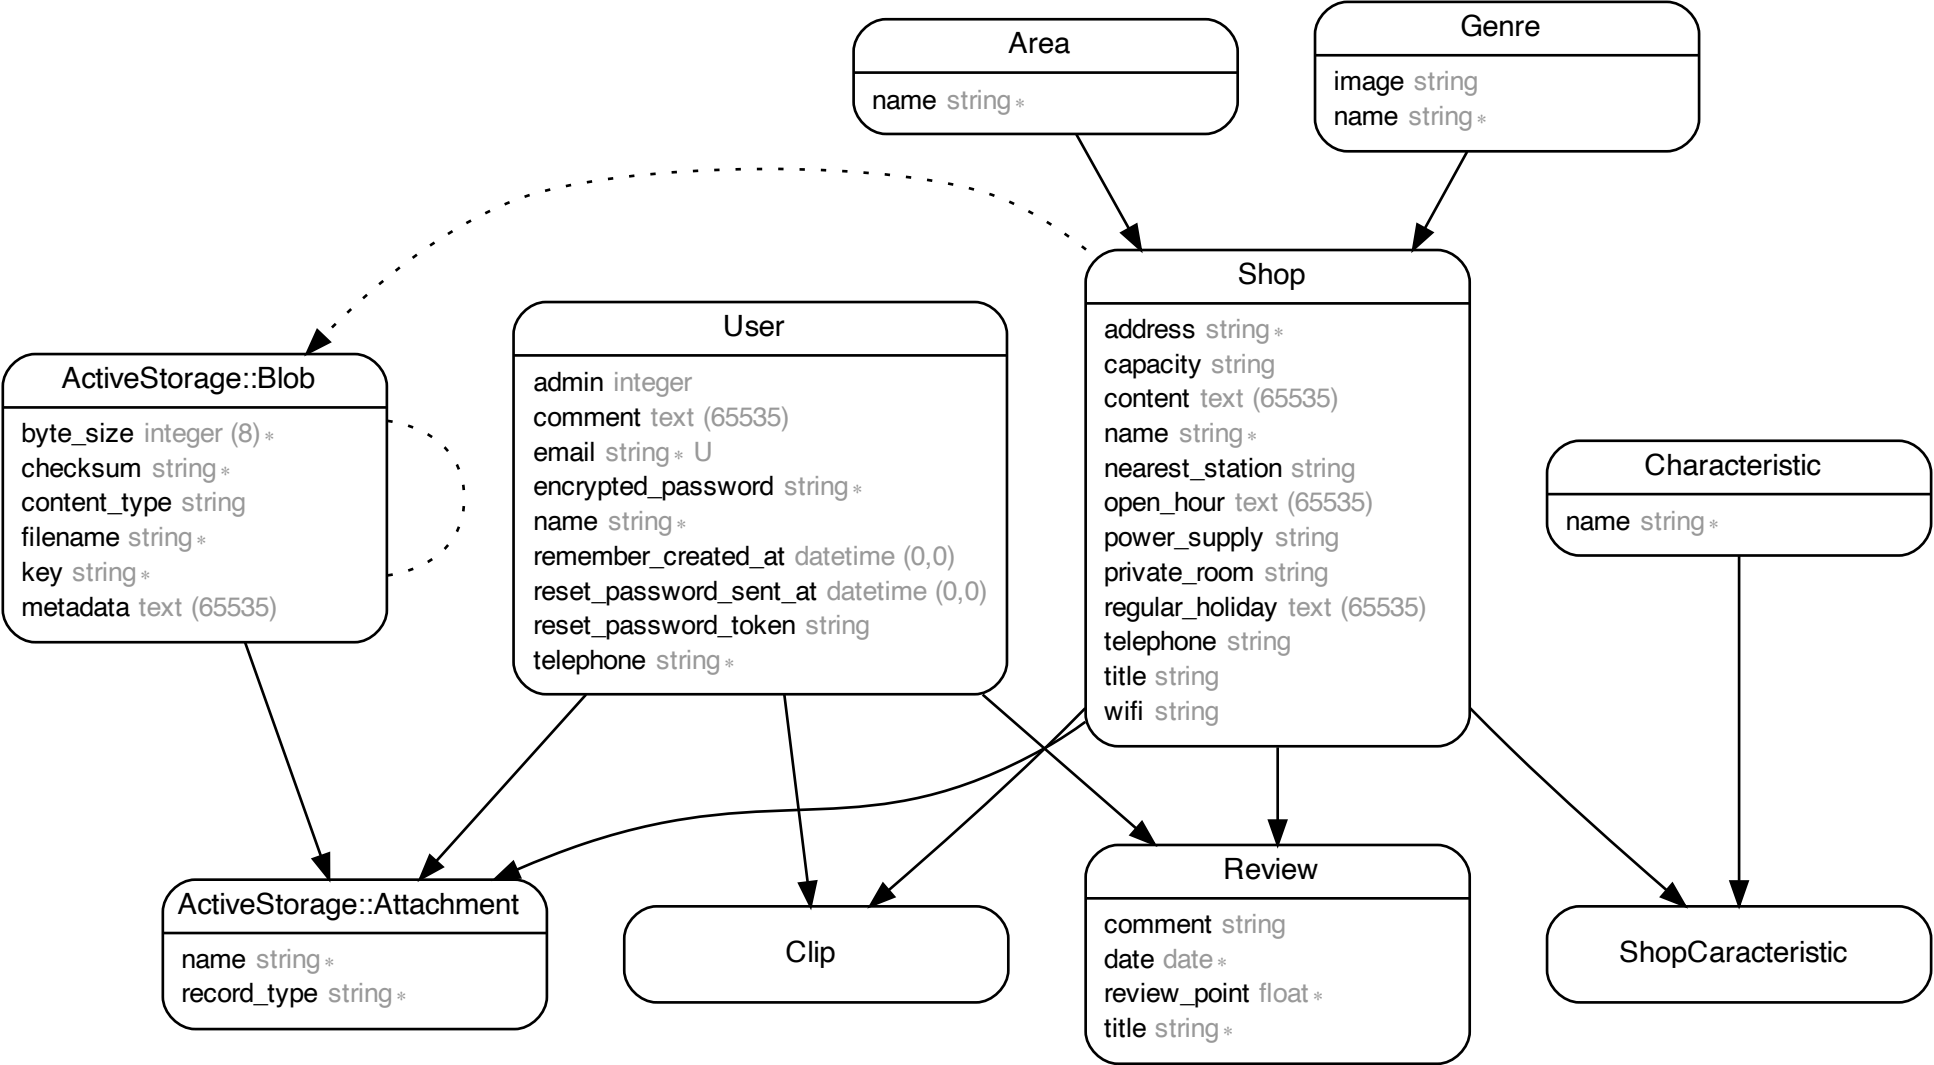 Area
name string*
Genre
image string
name string*
Shop
address string*
capacity string
content text (65535)
name string*
nearest_station string
open_hour text (65535)
power_supply string
private_room string
regular_holiday text (65535)
telephone string
title string
wifi string
User
admin integer
comment text (65535)
email string* U
encrypted_password string*
name string*
remember_created_at datetime (0,0)
reset_password_sent_at datetime (0,0)
reset_password_token string
telephone string*
ActiveStorage::Blob
byte_size integer (8)*
checksum string*
content_type string
filename string*
key string*
metadata text (65535)
Characteristic
name string*
ActiveStorage::Attachment
name string*
record_type string*
Clip
Review
comment string
date date*
review_point float*
title string*
ShopCaracteristic